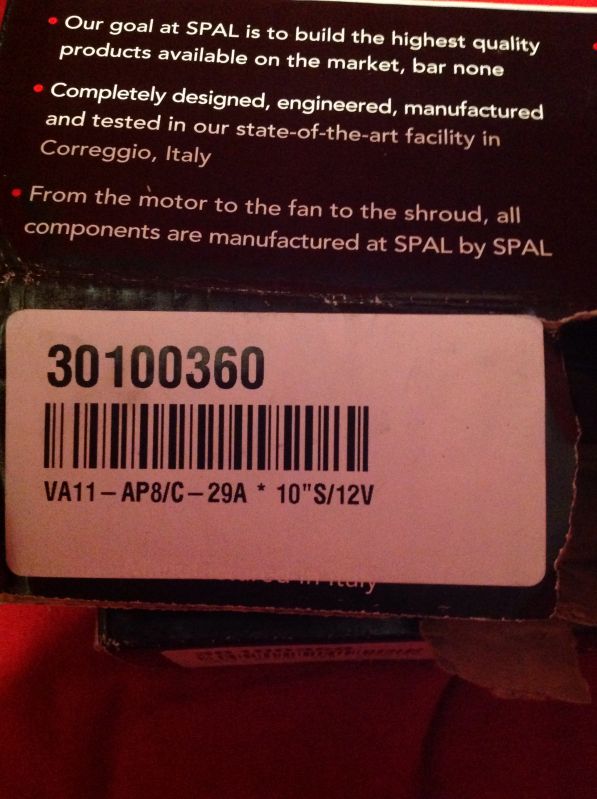 • Our goal at SPAL is to build the highest quality
products available on the market, bar none
• Completely designed, engineered, manufactured
and tested in our state-of-the-art facility in
Correggio, Italy
• From the motor to the fan to the shroud, all
components are manufactured at SPAL by SPAL
30100360
VA11-AP8/C-29A * 10"S/12V
in Italy